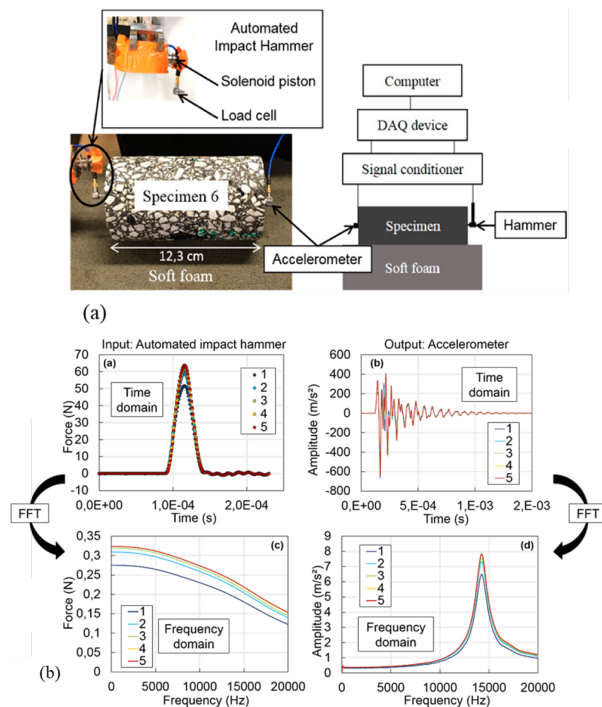 Automated
Impact Hammer
Solenoid piston
Load cell
Specimen 6
12,3 cm
Soft foam
Accelerometer
Computer
DAQ device
Signal conditioner
Specimen
Hammer
Soft foam
(a)
Input: Automated impact hammer
(a)
Force (N)
70
60
50
40
30
20
10
0
-10
Time
domain
1
2
3
4
5
0,E+00 1,E-04 2,E-04
Time (s)
Output: Accelerometer
(b)
Amplitude (m/s²)
600
400
200
0
-200
-400
-600
-800
Time
domain
1
2
3
4
5
0,E+00 5,E-04 1,E-03 2,E-03
Time (s)
FFT
FFT
(c)
Force (N)
0,35
0,3
0,25
0,2
0,15
0,1
0,05
0
1
2
3
4
5
Frequency
domain
0 5000 10000 15000 20000
Frequency (Hz)
(d)
Amplitude (m/s²)
9
8
7
6
5
4
3
2
1
0
1
2
3
4
5
Frequency
domain
0 5000 10000 15000 20000
Frequency (Hz)
(b)